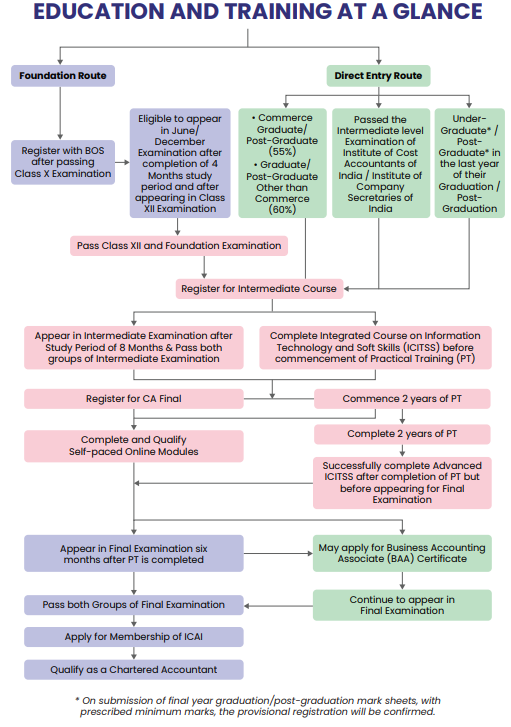 EDUCATION AND TRAINING AT A GLANCE
Foundation Route
Direct Entry Route
Register with BOS
after passing
Class X Examination
Eligible to appear
in June/
December
Examination after
completion of 4
Months study
period and after
appearing in Class
XII Examination
• Commerce
Graduate/
Post-Graduate
(55%)
• Graduate/
Post-Graduate
Other than
Commerce
(60%)
Passed the
Intermediate level
Examination of
Institute of Cost
Accountants of
India / Institute of
Company
Secretaries of
India
Under-
Graduate* /
Post-
Graduate* in
the last year
of their
Graduation /
Post-
Graduation
Pass Class XII and Foundation Examination
Register for Intermediate Course
Appear in Intermediate Examination after
Study Period of 8 Months & Pass both
groups of Intermediate Examination
Complete Integrated Course on Information
Technology and Soft Skills (ICITSS) before
commencement of Practical Training (PT)
Register for CA Final
Commence 2 years of PT
Complete and Qualify
Self-paced Online Modules
Complete 2 years of PT
Successfully complete Advanced
ICITSS after completion of PT but
before appearing for Final
Examination
Appear in Final Examination six
months after PT is completed
May apply for Business Accounting
Associate (BAA) Certificate
Pass both Groups of Final Examination
Continue to appear in
Final Examination
Apply for Membership of ICAI
Qualify as a Chartered Accountant
* On submission of final year graduation/post-graduation mark sheets, with
prescribed minimum marks, the provisional registration will be confirmed.